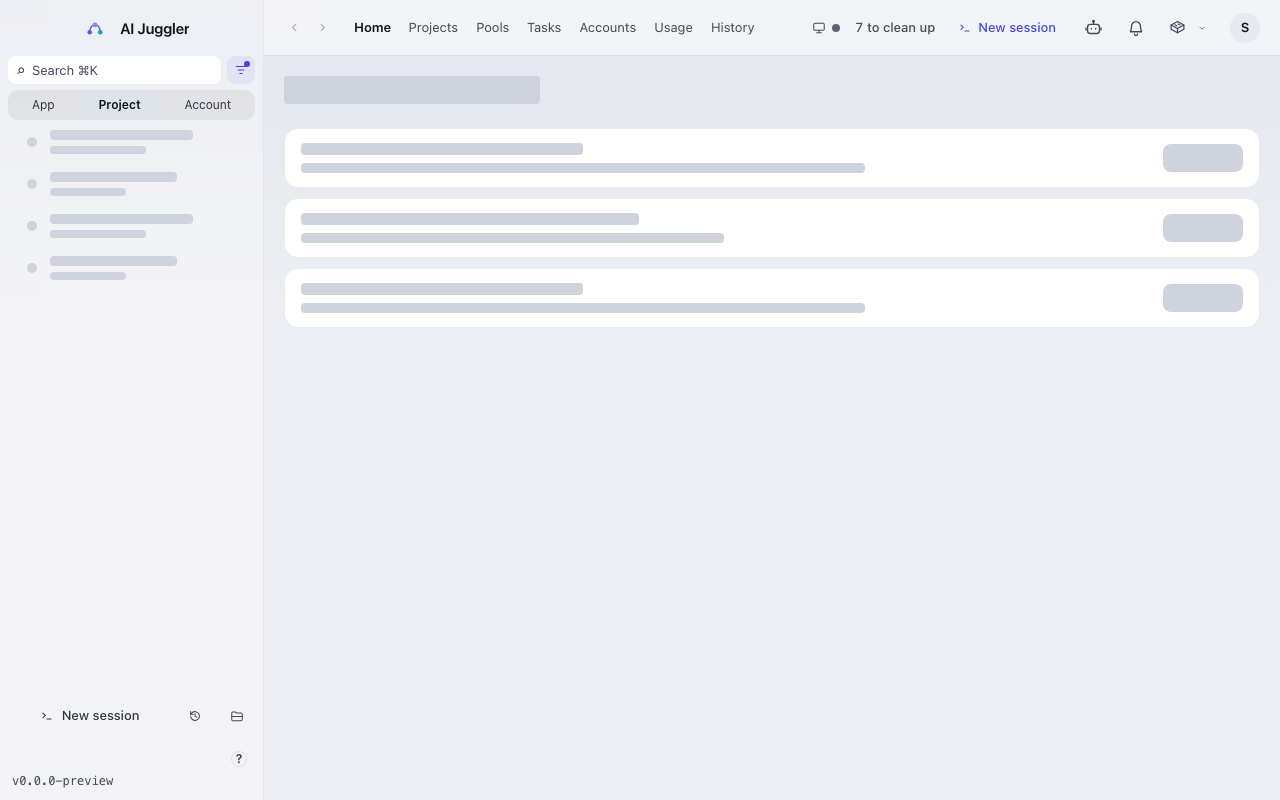 AI Juggler
Search ⌘K
App Project Account
Home Projects Pools Tasks Accounts Usage History
7 to clean up
New session
S
New session
?
v0.0.0-preview